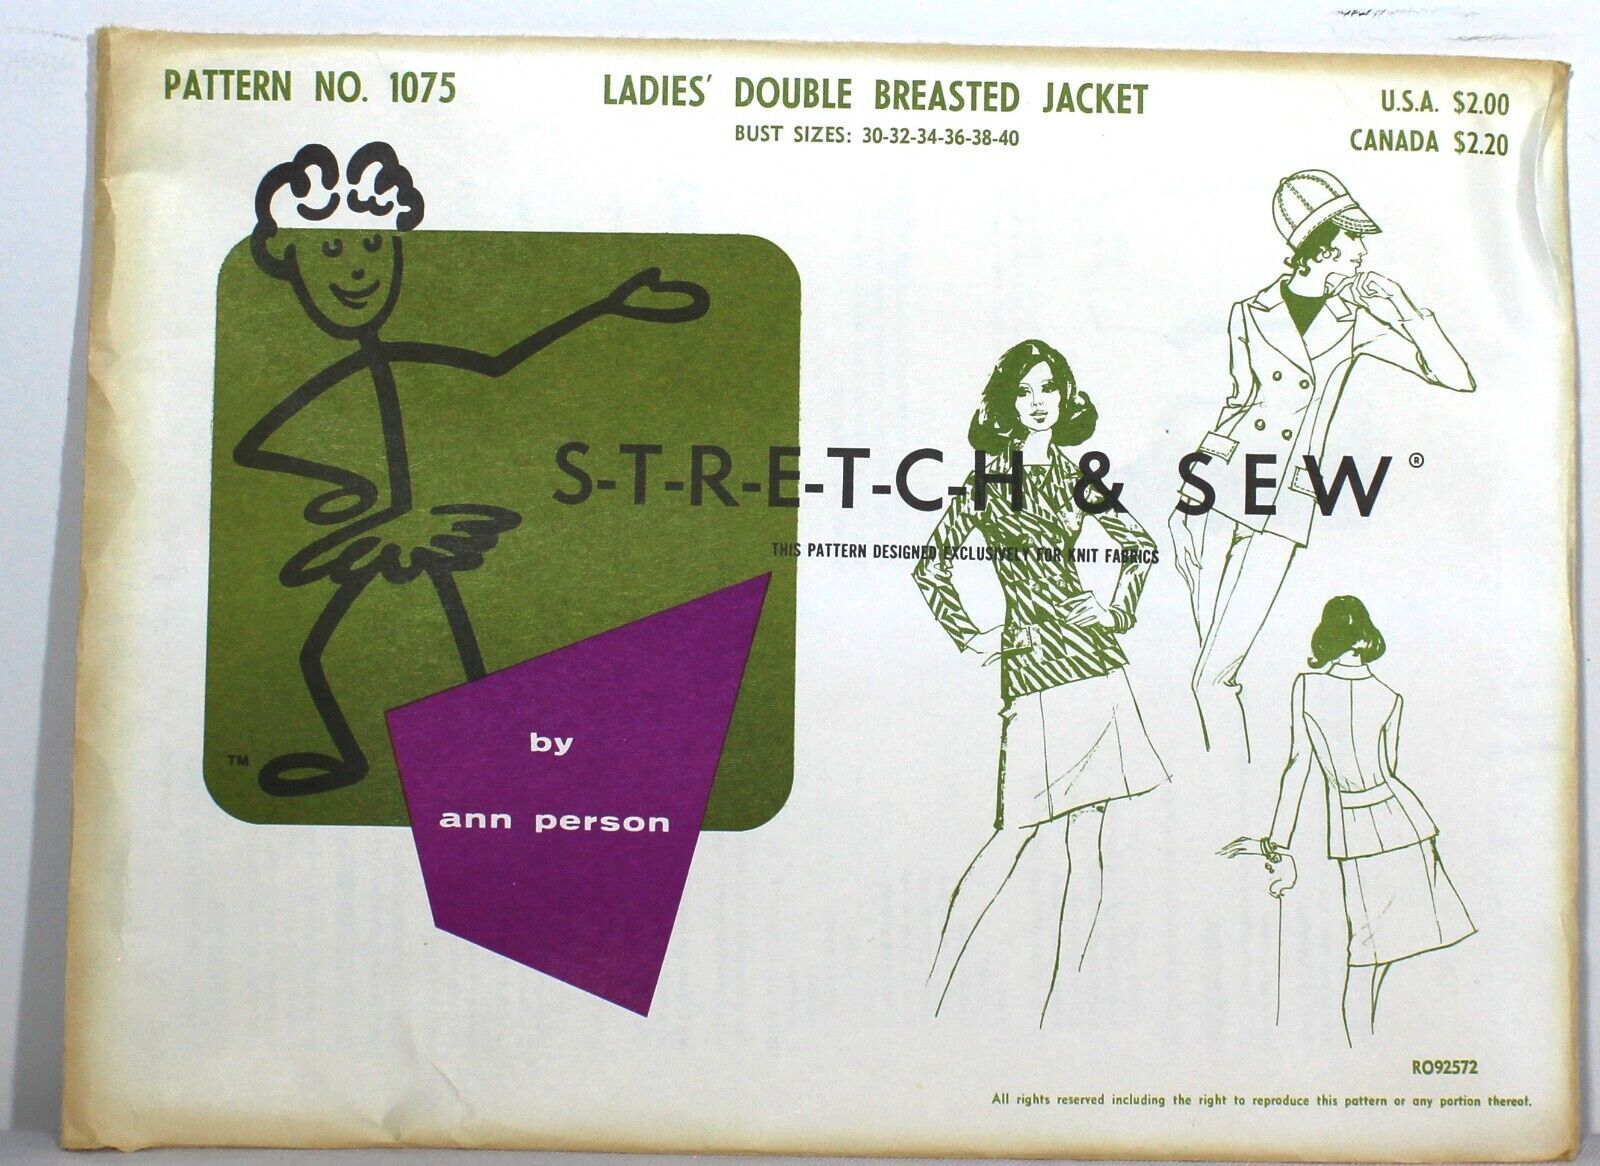 PATTERN NO. 1075
LADIES' DOUBLE BREASTED JACKET
BUST SIZES: 30-32-34-36-38-40
U.S.A. $2.00
CANADA $2.20
S-T-R-E-T-C-H & SEW®
THIS PATTERN DESIGNED EXCLUSIVELY FOR KNIT FABRICS
by
ann person
TM
RO92572
All rights reserved including the right to reproduce this pattern or any portion thereof.